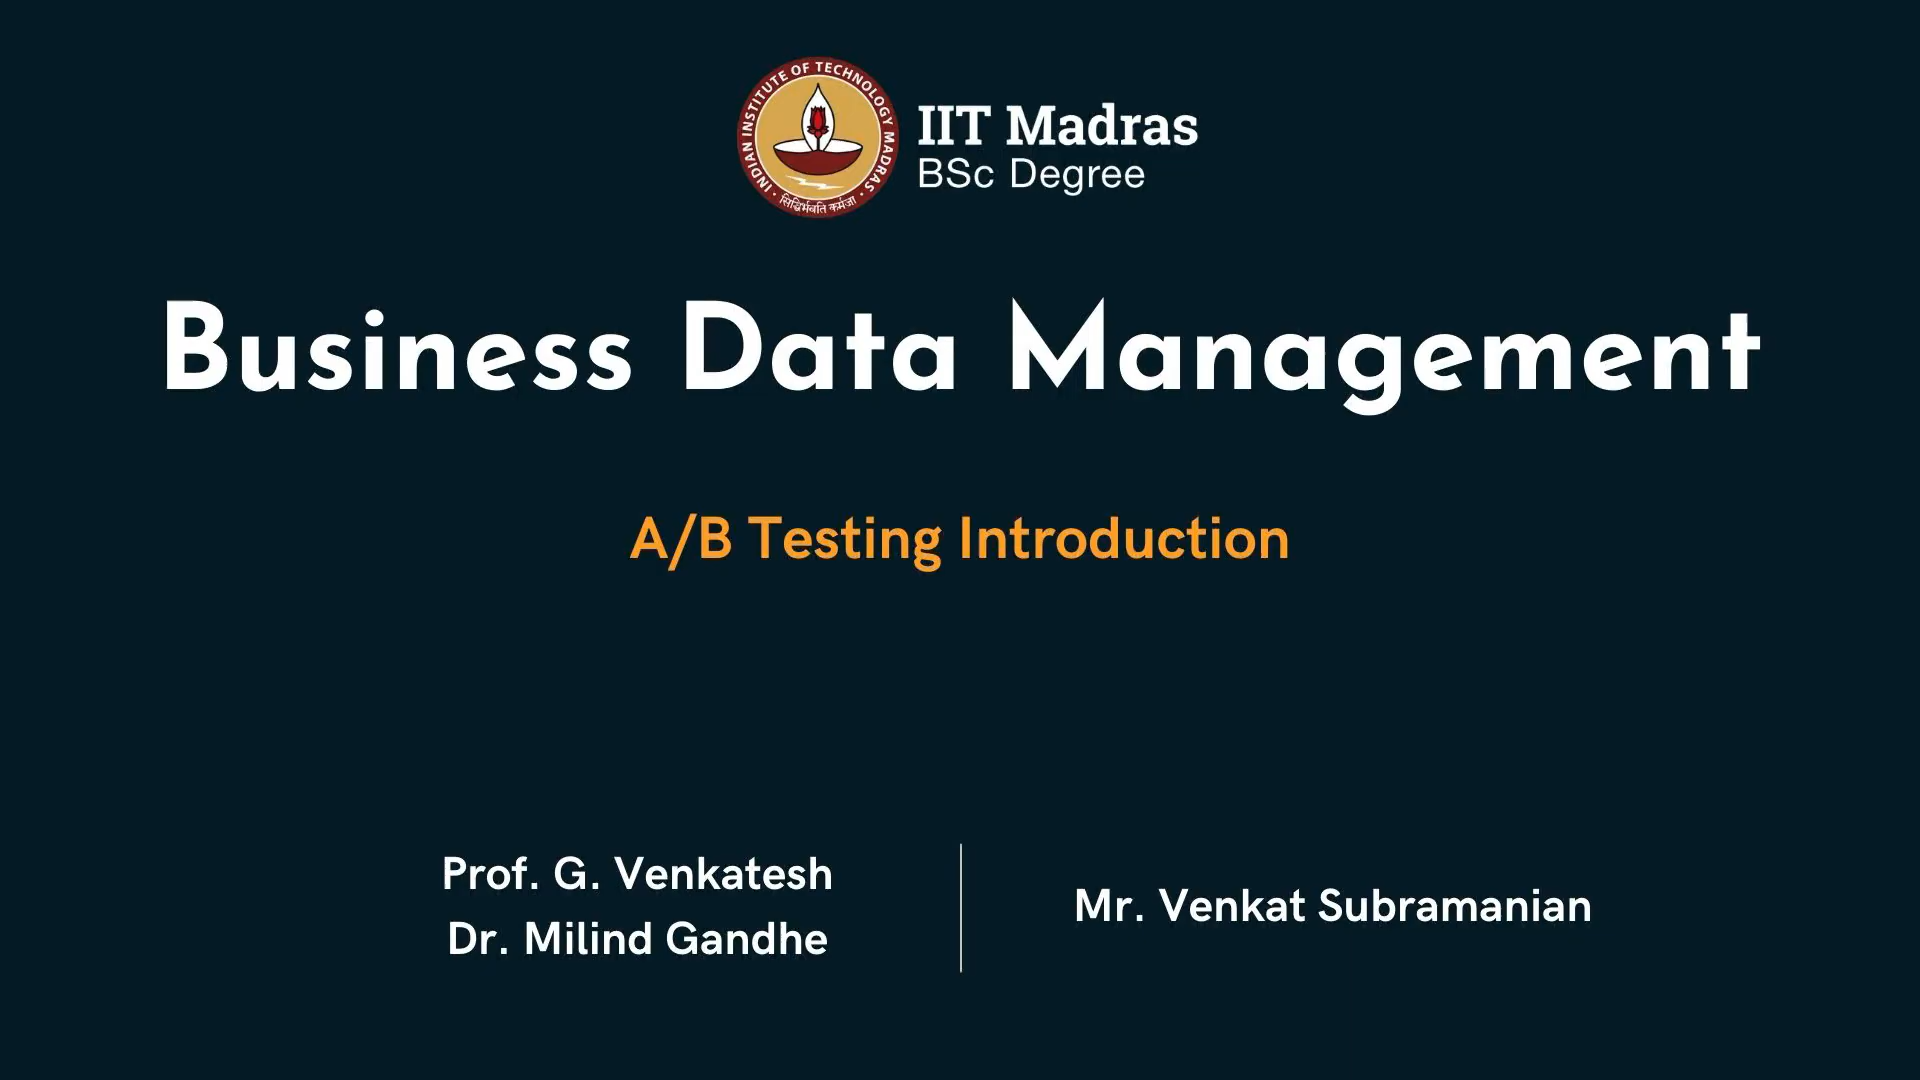 INDIAN INSTITUTE OF TECHNOLOGY MADRAS
सिद्धिर्भवति कर्मजा
IIT Madras
BSc Degree
Business Data Management
A/B Testing Introduction
Prof. G. Venkatesh
Dr. Milind Gandhe
Mr. Venkat Subramanian